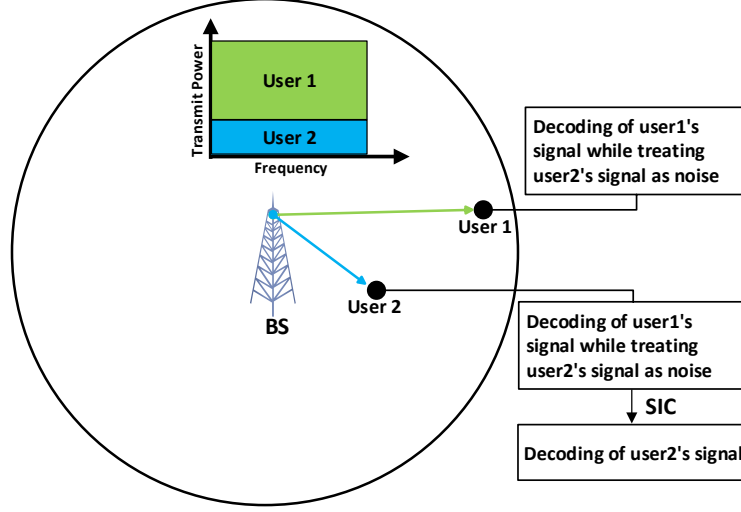 Transmit Power
User 1
User 2
Frequency
Decoding of user1's
signal while treating
user2's signal as noise
User 1
User 2
BS
Decoding of user1's
signal while treating
user2's signal as noise
SIC
Decoding of user2's signal